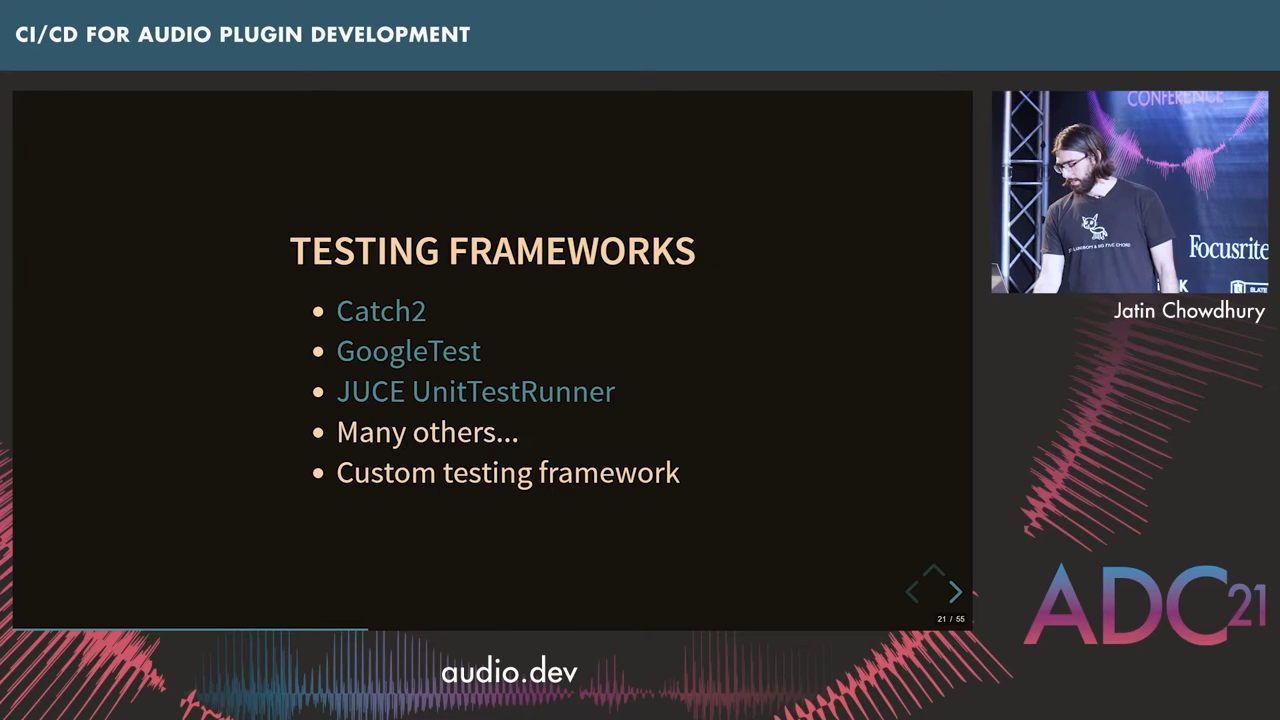 CI/CD FOR AUDIO PLUGIN DEVELOPMENT
CONFERENCE
Focusrite
Jatin Chowdhury
TESTING FRAMEWORKS
Catch2
GoogleTest
JUCE UnitTestRunner
Many others...
Custom testing framework
21 / 55
ADC21
audio.dev